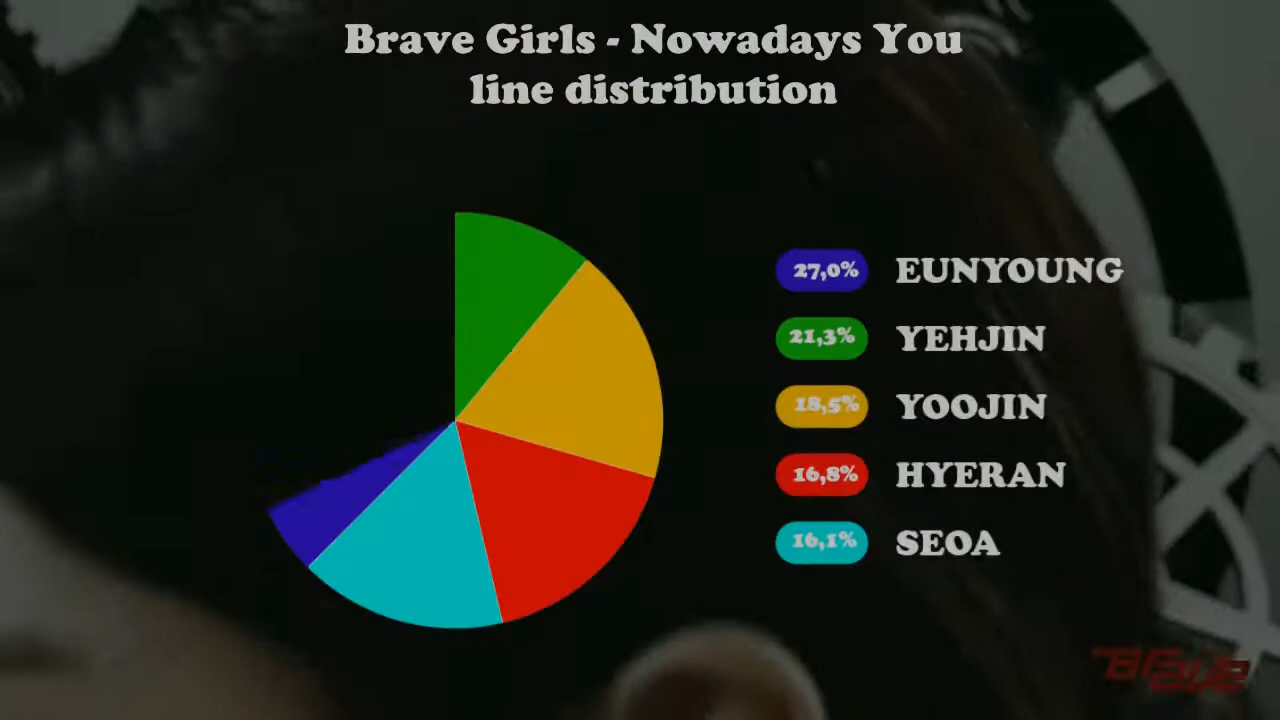 Brave Girls - Nowadays You
line distribution
27,0% EUNYOUNG
21,3% YEHJIN
18,5% YOOJIN
16,8% HYERAN
16,1% SEOA
Brave